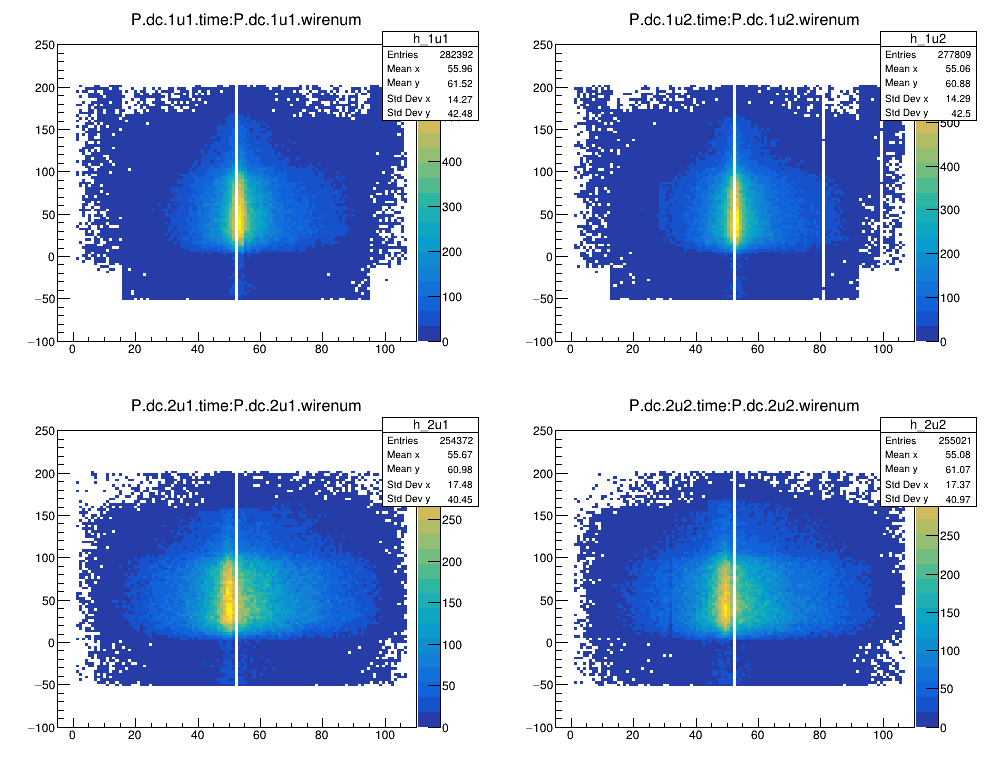 P.dc.1u1.time:P.dc.1u1.wirenum
h_1u1
Entries 282392
Mean x 55.96
Mean y 61.52
Std Dev x 14.27
Std Dev y 42.48
250
200
150
100
50
0
−50
−100
0 20 40 60 80 100
400
300
200
100
0
P.dc.1u2.time:P.dc.1u2.wirenum
h_1u2
Entries 277809
Mean x 55.06
Mean y 60.88
Std Dev x 14.29
Std Dev y 42.5
250
200
150
100
50
0
−50
−100
0 20 40 60 80 100
500
400
300
200
100
0
P.dc.2u1.time:P.dc.2u1.wirenum
h_2u1
Entries 254372
Mean x 55.67
Mean y 60.98
Std Dev x 17.48
Std Dev y 40.45
250
200
150
100
50
0
−50
−100
0 20 40 60 80 100
250
200
150
100
50
0
P.dc.2u2.time:P.dc.2u2.wirenum
h_2u2
Entries 255021
Mean x 55.08
Mean y 61.07
Std Dev x 17.37
Std Dev y 40.97
250
200
150
100
50
0
−50
−100
0 20 40 60 80 100
250
200
150
100
50
0